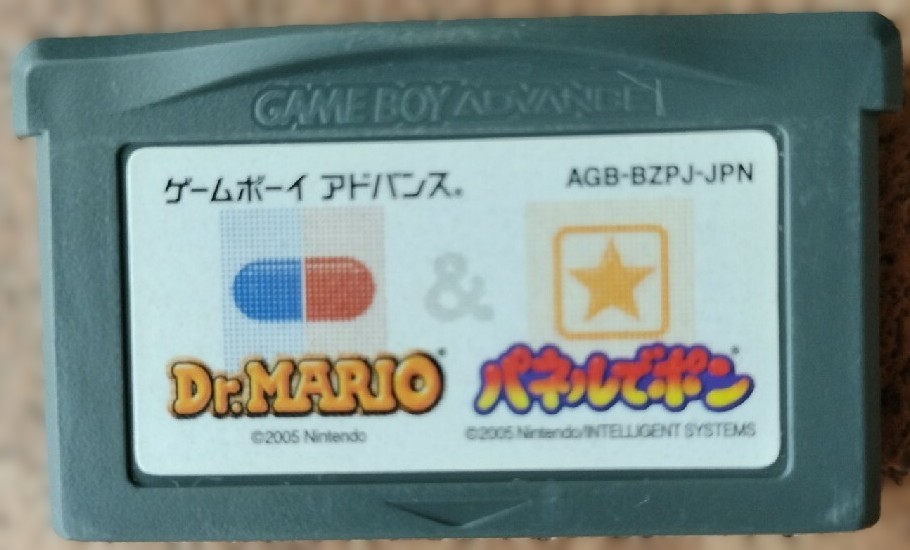 GAME BOY ADVANCE
ゲームボーイ アドバンス®
AGB-BZPJ-JPN
&
Dr.MARIO
パネルでポン
©2005 Nintendo
©2005 Nintendo/INTELLIGENT SYSTEMS